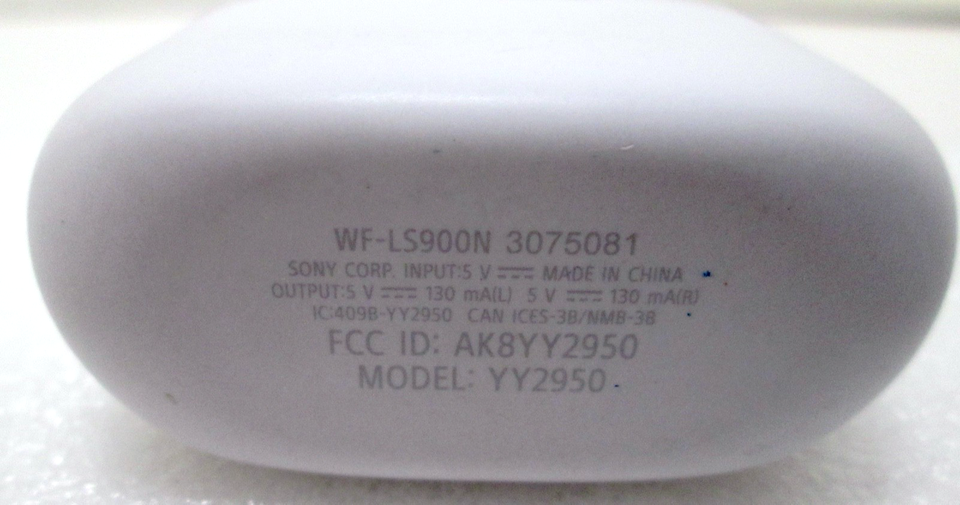 WF-LS900N 3075081
SONY CORP. INPUT:5 V ⎓ MADE IN CHINA
OUTPUT:5 V ⎓ 130 mA(L) 5 V ⎓ 130 mA(R)
IC:409B-YY2950 CAN ICES-3B/NMB-3B
FCC ID: AK8YY2950
MODEL: YY2950